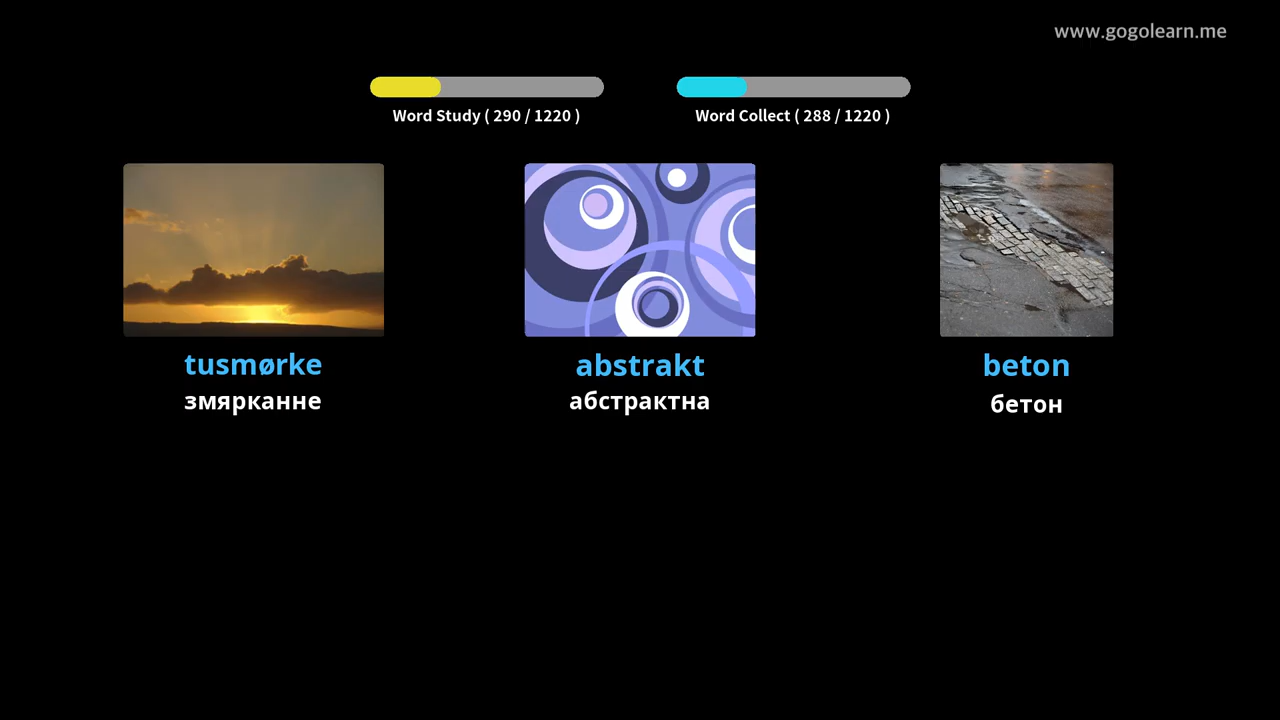 www.gogolearn.me
Word Study ( 290 / 1220 )
Word Collect ( 288 / 1220 )
tusmørke
змярканне
abstrakt
абстрактна
beton
бетон